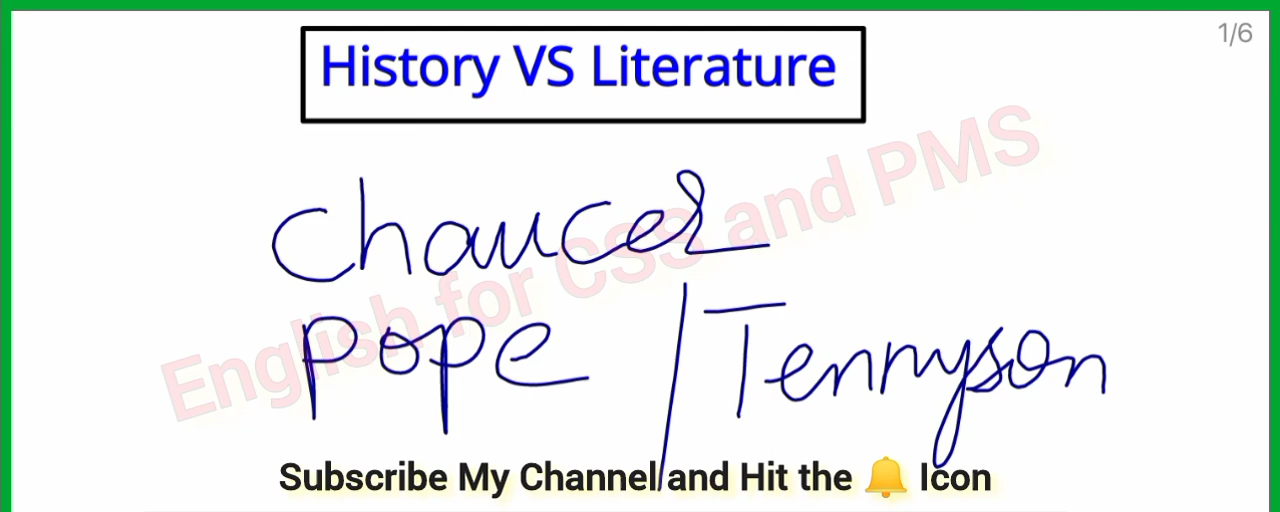 1/6
History VS Literature
Chaucer
Pope / Tennyson
English for CSS and PMS
Subscribe My Channel and Hit the 🔔 Icon